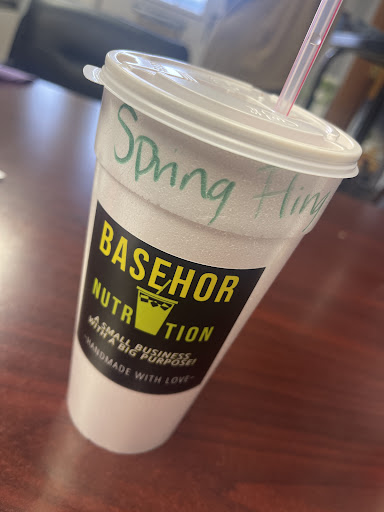 Spring Fling
BASEHOR
NUTRITION
A SMALL BUSINESS
WITH A BIG PURPOSE!
~HANDMADE WITH LOVE~